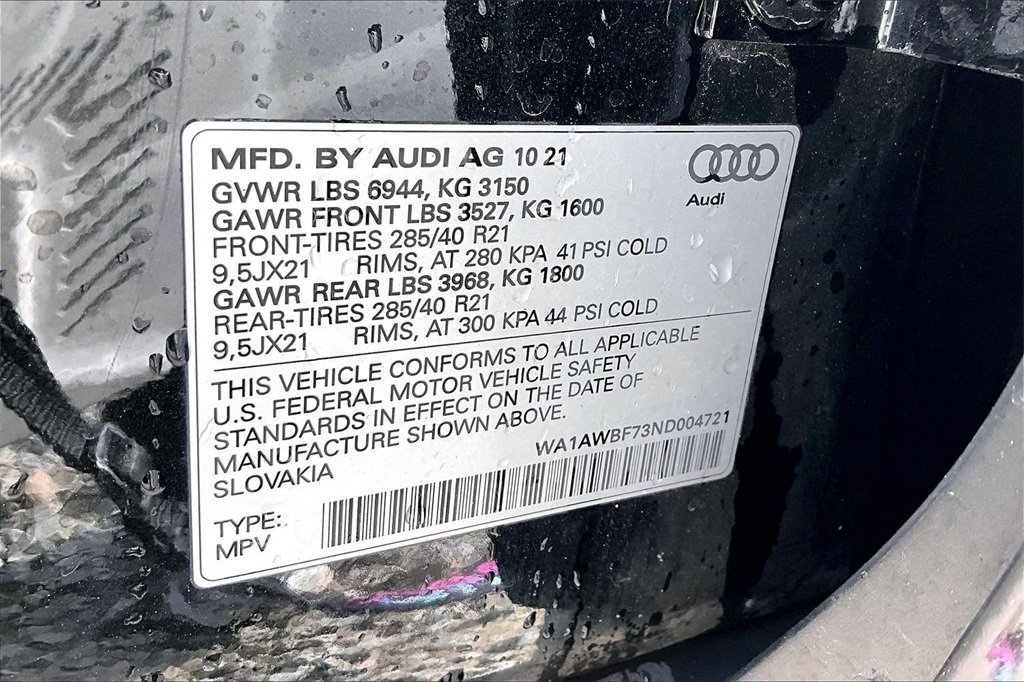 MFD. BY AUDI AG 10 21
Audi
GVWR LBS 6944, KG 3150
GAWR FRONT LBS 3527, KG 1600
FRONT-TIRES 285/40 R21
9,5JX21 RIMS, AT 280 KPA 41 PSI COLD
GAWR REAR LBS 3968, KG 1800
REAR-TIRES 285/40 R21
9,5JX21 RIMS, AT 300 KPA 44 PSI COLD
THIS VEHICLE CONFORMS TO ALL APPLICABLE
U.S. FEDERAL MOTOR VEHICLE SAFETY
STANDARDS IN EFFECT ON THE DATE OF
MANUFACTURE SHOWN ABOVE.
SLOVAKIA
WA1AWBF73ND004721
TYPE:
MPV